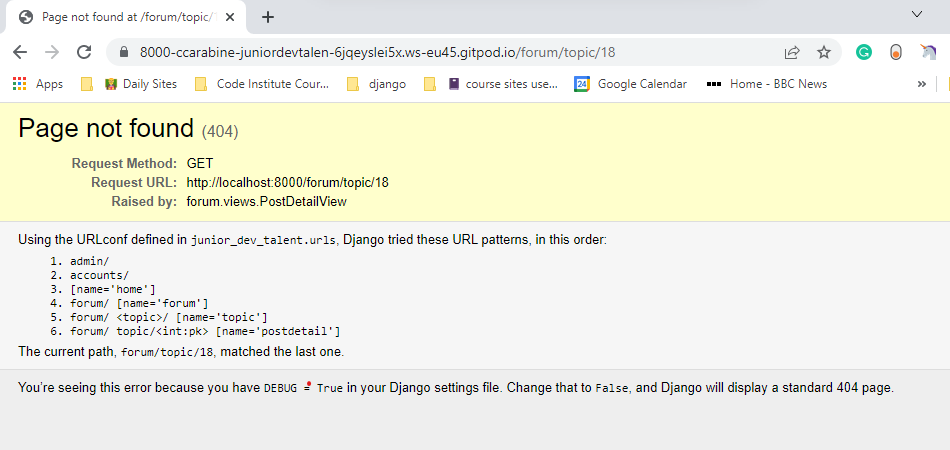 Page not found at /forum/topic/1
8000-ccarabine-juniordevtalen-6jqeyslei5x.ws-eu45.gitpod.io/forum/topic/18
Apps Daily Sites Code Institute Cour... django course sites use... 24 Google Calendar Home - BBC News »
Page not found (404)
Request Method: GET
Request URL: http://localhost:8000/forum/topic/18
Raised by: forum.views.PostDetailView
Using the URLconf defined in junior_dev_talent.urls, Django tried these URL patterns, in this order:
1. admin/
2. accounts/
3. [name='home']
4. forum/ [name='forum']
5. forum/ <topic>/ [name='topic']
6. forum/ topic/<int:pk> [name='postdetail']
The current path, forum/topic/18, matched the last one.
You're seeing this error because you have DEBUG = True in your Django settings file. Change that to False, and Django will display a standard 404 page.